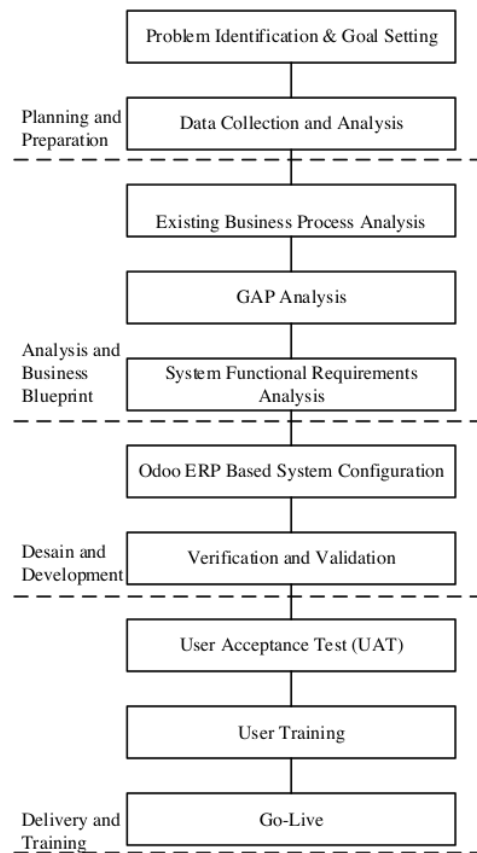 Problem Identification & Goal Setting
Planning and
Preparation
Data Collection and Analysis
Existing Business Process Analysis
GAP Analysis
Analysis and
Business
Blueprint
System Functional Requirements
Analysis
Odoo ERP Based System Configuration
Desain and
Development
Verification and Validation
User Acceptance Test (UAT)
User Training
Delivery and
Training
Go-Live